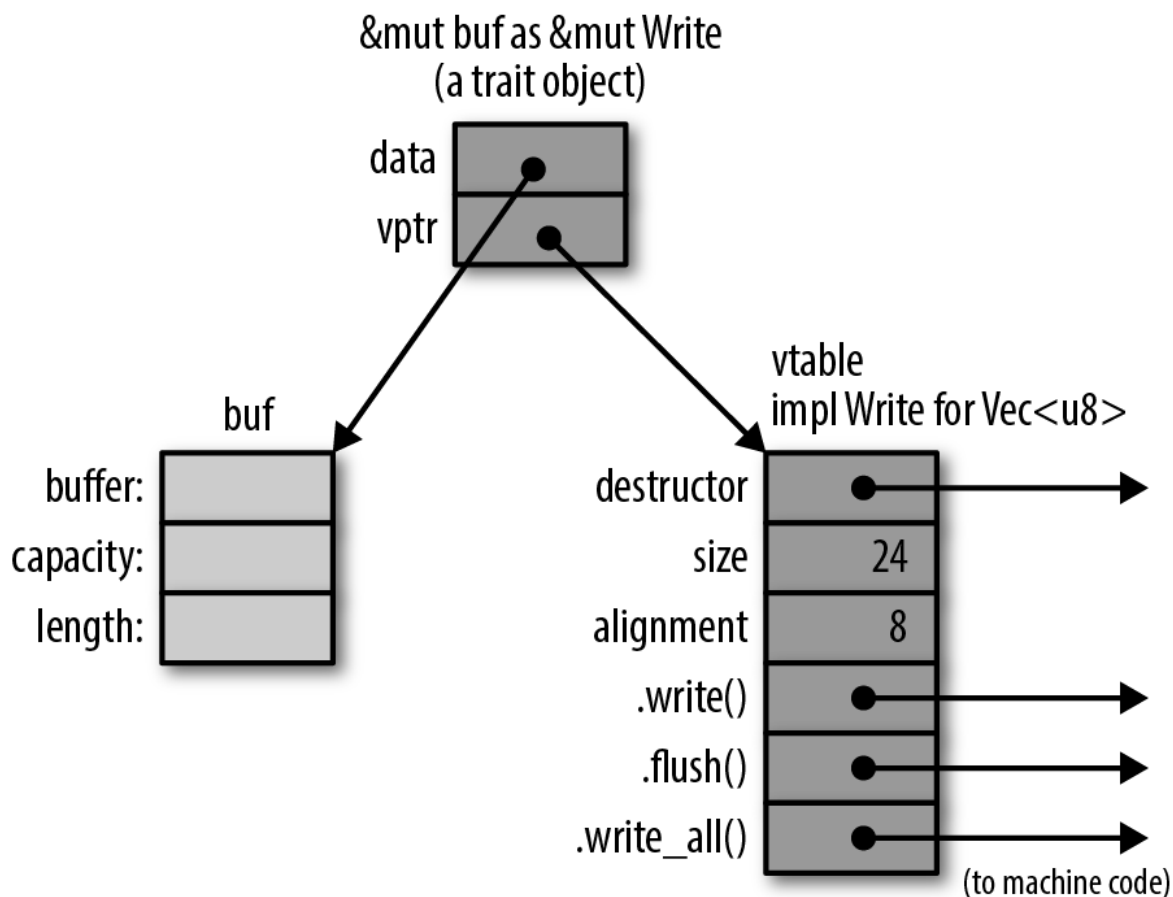 &mut buf as &mut Write
(a trait object)
data
vptr
buf
buffer:
capacity:
length:
vtable
impl Write for Vec<u8>
destructor
size 24
alignment 8
.write()
.flush()
.write_all()
(to machine code)